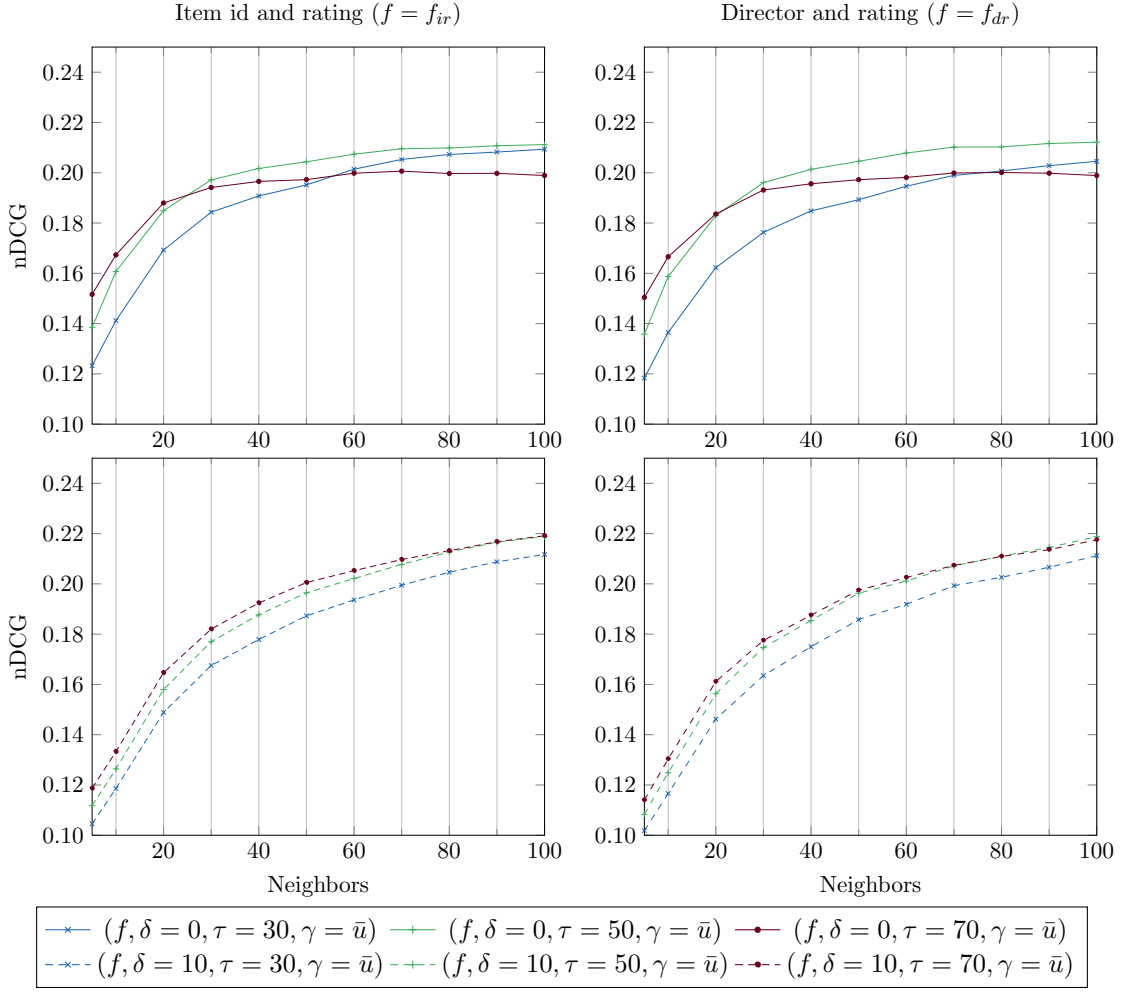 Item id and rating (f = f_ir)
Director and rating (f = f_dr)
nDCG
0.24
0.22
0.20
0.18
0.16
0.14
0.12
0.10
20 40 60 80 100
0.24
0.22
0.20
0.18
0.16
0.14
0.12
0.10
20 40 60 80 100
nDCG
0.24
0.22
0.20
0.18
0.16
0.14
0.12
0.10
20 40 60 80 100
Neighbors
0.24
0.22
0.20
0.18
0.16
0.14
0.12
0.10
20 40 60 80 100
Neighbors
(f, δ = 0, τ = 30, γ = ū) (f, δ = 0, τ = 50, γ = ū) (f, δ = 0, τ = 70, γ = ū)
(f, δ = 10, τ = 30, γ = ū) (f, δ = 10, τ = 50, γ = ū) (f, δ = 10, τ = 70, γ = ū)